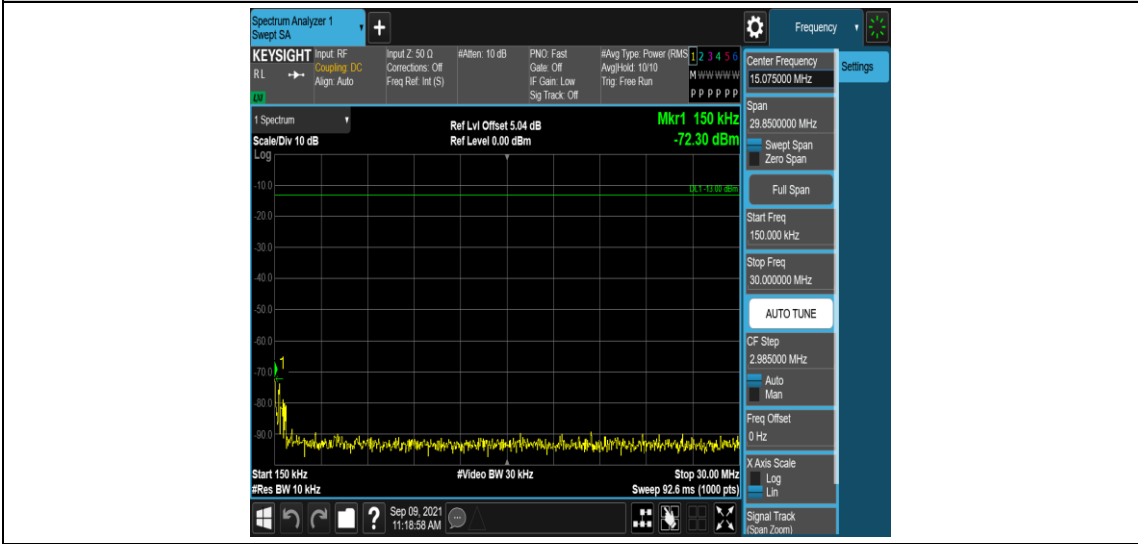 Spectrum Analyzer 1
Swept SA
+
Frequency
KEYSIGHT
RL
Input: RF
Coupling: DC
Align: Auto
Input Z: 50 Ω
Corrections: Off
Freq Ref: Int (S)
#Atten: 10 dB
PNO: Fast
Gate: Off
IF Gain: Low
Sig Track: Off
#Avg Type: Power (RMS
Avg|Hold: 10/10
Trig: Free Run
1 2 3 4 5 6
M W W W W W
P P P P P P
1 Spectrum
Scale/Div 10 dB
Log
Ref Lvl Offset 5.04 dB
Ref Level 0.00 dBm
Mkr1 150 kHz
-72.30 dBm
DL1 -13.00 dBm
-10.0
-20.0
-30.0
-40.0
-50.0
-60.0
1
-70.0
-80.0
-90.0
Start 150 kHz
#Video BW 30 kHz
Stop 30.00 MHz
#Res BW 10 kHz
Sweep 92.6 ms (1000 pts)
?
Sep 09, 2021
11:18:58 AM
Settings
Center Frequency
15.075000 MHz
Span
29.8500000 MHz
Swept Span
Zero Span
Full Span
Start Freq
150.000 kHz
Stop Freq
30.000000 MHz
AUTO TUNE
CF Step
2.985000 MHz
Auto
Man
Freq Offset
0 Hz
X Axis Scale
Log
Lin
Signal Track
(Span Zoom)